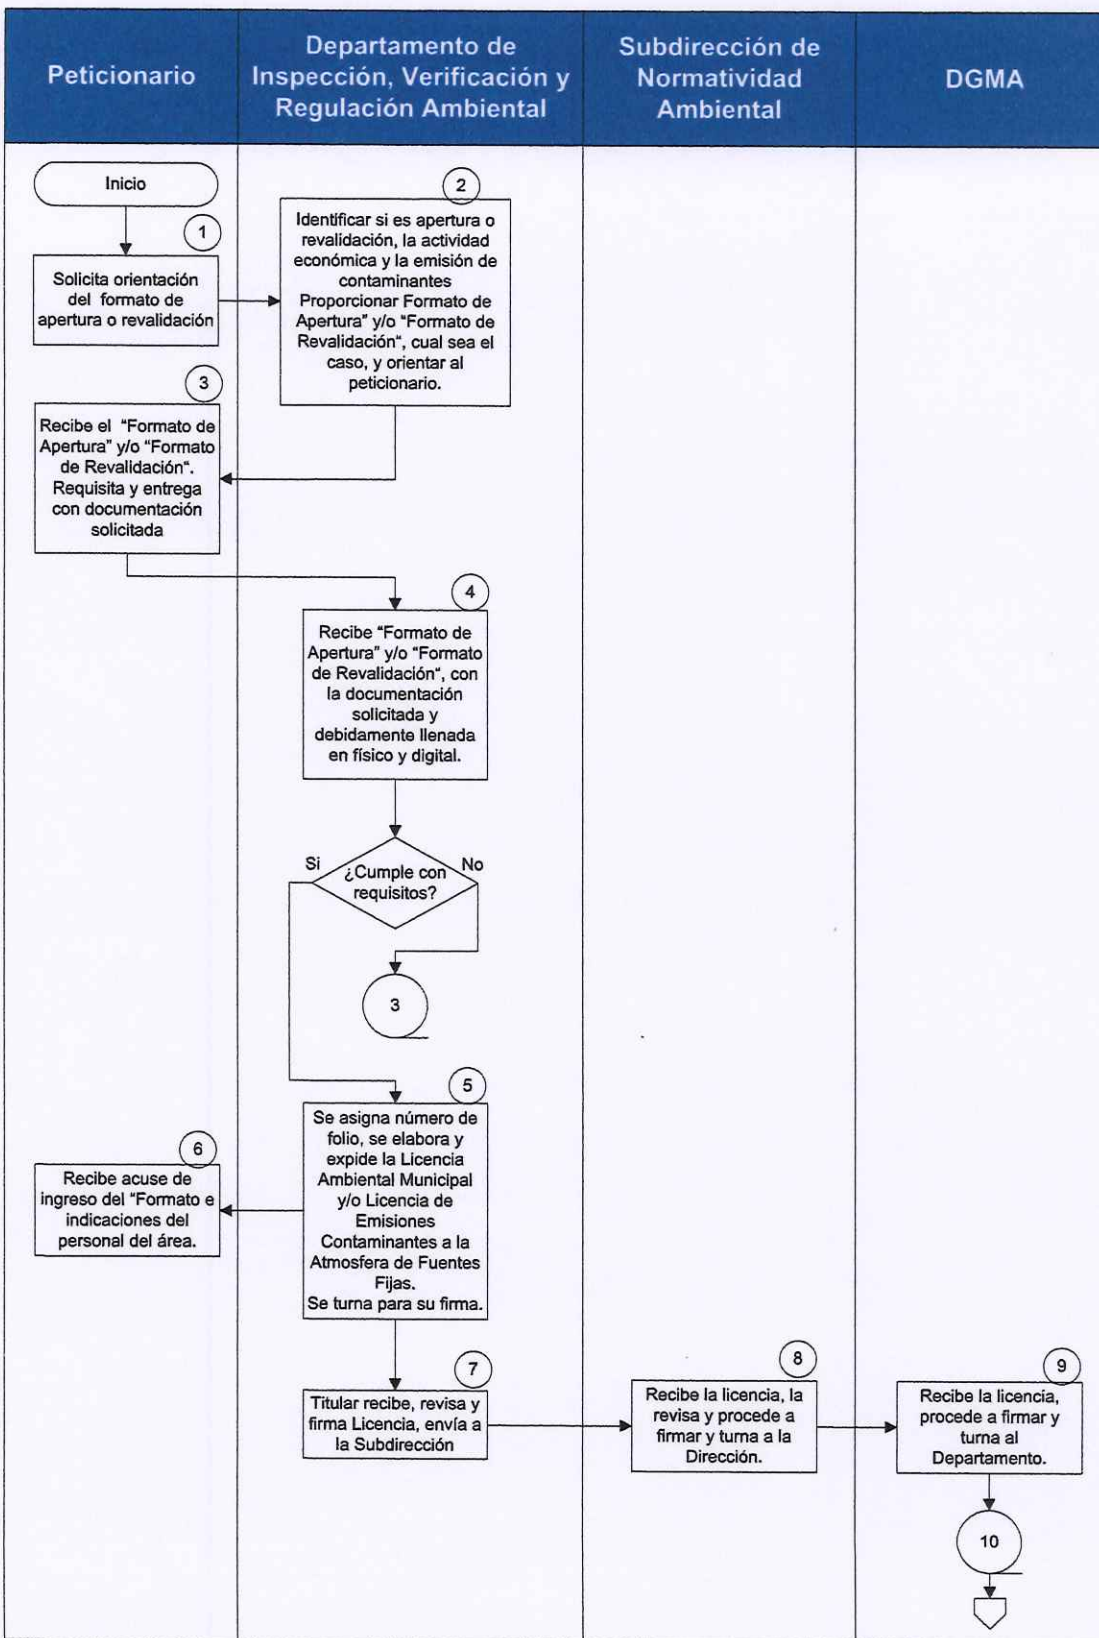 Peticionario
Departamento de
Inspección, Verificación y
Regulación Ambiental
Subdirección de
Normatividad
Ambiental
DGMA
Inicio
1
Solicita orientación
del formato de
apertura o revalidación
2
Identificar si es apertura o
revalidación, la actividad
económica y la emisión de
contaminantes
Proporcionar Formato de
Apertura" y/o "Formato de
Revalidación", cual sea el
caso, y orientar al
peticionario.
3
Recibe el "Formato de
Apertura" y/o "Formato
de Revalidación".
Requisita y entrega
con documentación
solicitada
4
Recibe "Formato de
Apertura" y/o "Formato
de Revalidación", con
la documentación
solicitada y
debidamente llenada
en físico y digital.
Si
¿Cumple con
requisitos?
No
3
5
Se asigna número de
folio, se elabora y
expide la Licencia
Ambiental Municipal
y/o Licencia de
Emisiones
Contaminantes a la
Atmosfera de Fuentes
Fijas.
Se turna para su firma.
6
Recibe acuse de
ingreso del "Formato e
indicaciones del
personal del área.
7
Titular recibe, revisa y
firma Licencia, envía a
la Subdirección
8
Recibe la licencia, la
revisa y procede a
firmar y turna a la
Dirección.
9
Recibe la licencia,
procede a firmar y
turna al
Departamento.
10